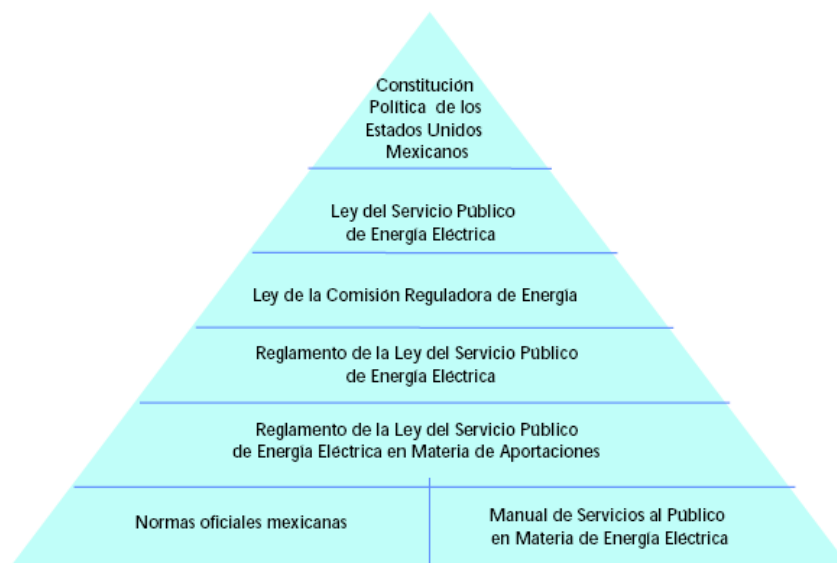 Constitución
Política de los
Estados Unidos
Mexicanos
Ley del Servicio Público
de Energía Eléctrica
Ley de la Comisión Reguladora de Energía
Reglamento de la Ley del Servicio Público
de Energía Eléctrica
Reglamento de la Ley del Servicio Público
de Energía Eléctrica en Materia de Aportaciones
Normas oficiales mexicanas
Manual de Servicios al Público
en Materia de Energía Eléctrica